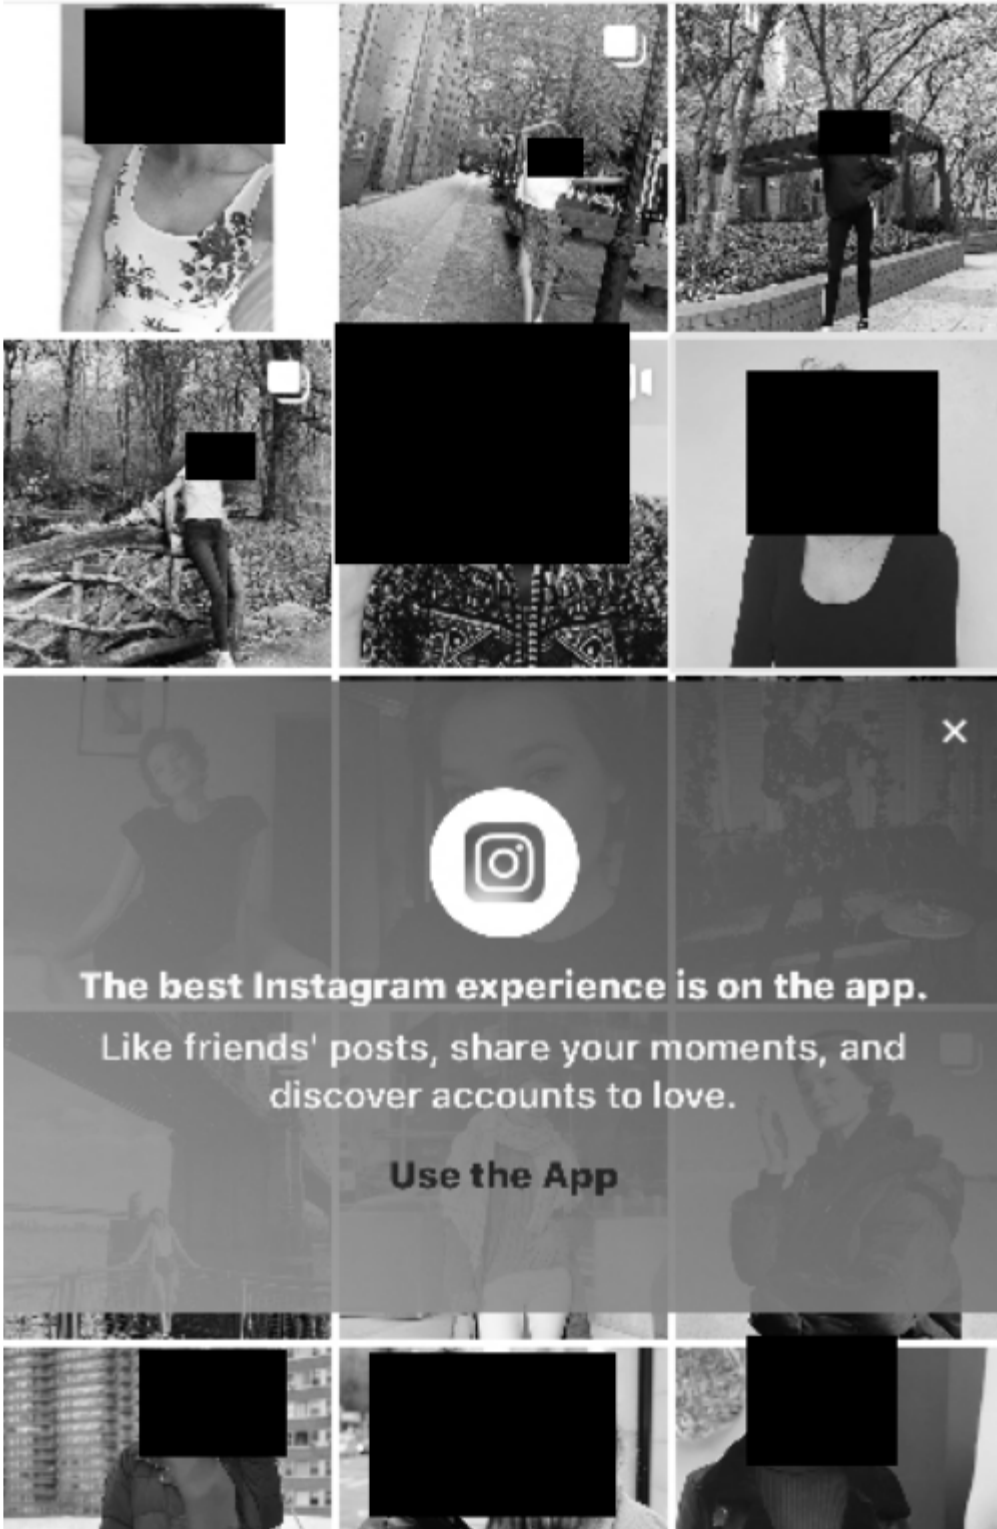 The best Instagram experience is on the app.
Like friends' posts, share your moments, and
discover accounts to love.
Use the App